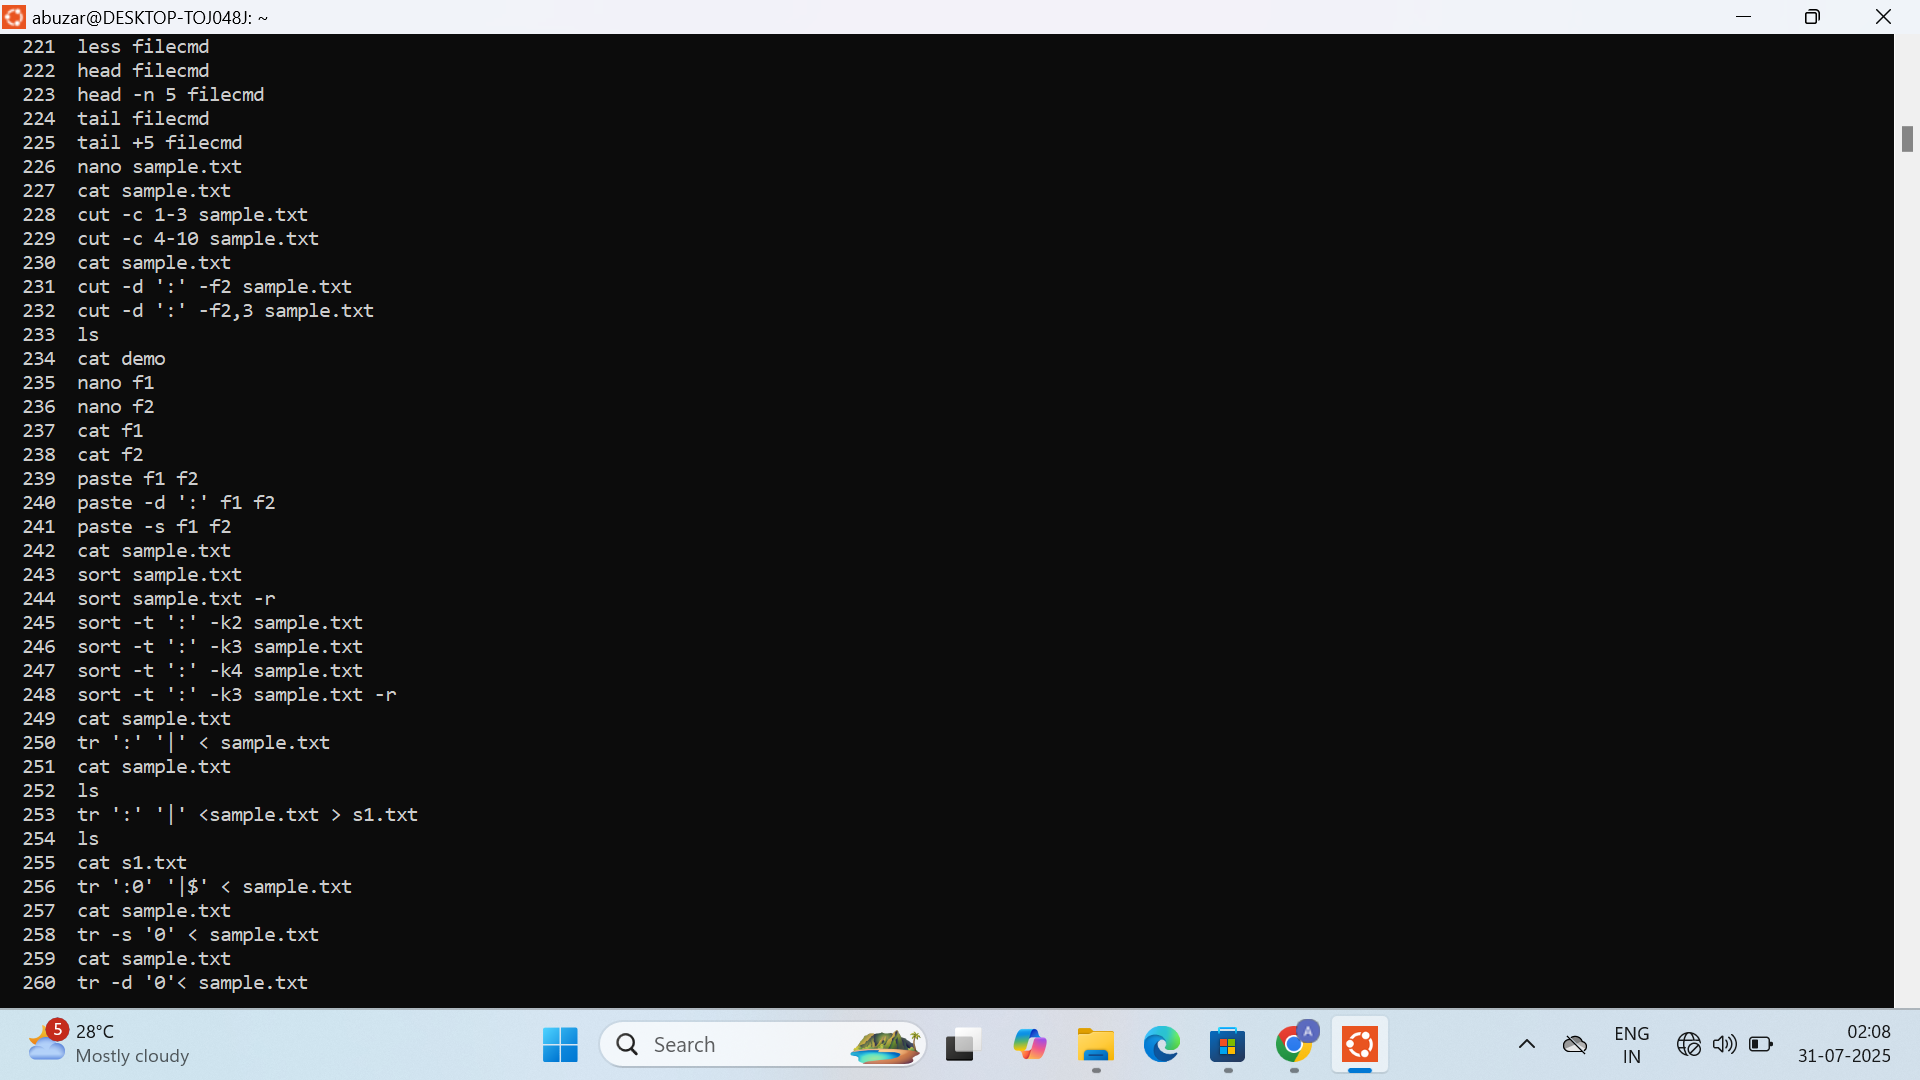 abuzar@DESKTOP-TOJ048J: ~
221 less filecmd
222 head filecmd
223 head -n 5 filecmd
224 tail filecmd
225 tail +5 filecmd
226 nano sample.txt
227 cat sample.txt
228 cut -c 1-3 sample.txt
229 cut -c 4-10 sample.txt
230 cat sample.txt
231 cut -d ':' -f2 sample.txt
232 cut -d ':' -f2,3 sample.txt
233 ls
234 cat demo
235 nano f1
236 nano f2
237 cat f1
238 cat f2
239 paste f1 f2
240 paste -d ':' f1 f2
241 paste -s f1 f2
242 cat sample.txt
243 sort sample.txt
244 sort sample.txt -r
245 sort -t ':' -k2 sample.txt
246 sort -t ':' -k3 sample.txt
247 sort -t ':' -k4 sample.txt
248 sort -t ':' -k3 sample.txt -r
249 cat sample.txt
250 tr ':' '|' < sample.txt
251 cat sample.txt
252 ls
253 tr ':' '|' <sample.txt > s1.txt
254 ls
255 cat s1.txt
256 tr ':0' '|$' < sample.txt
257 cat sample.txt
258 tr -s '0' < sample.txt
259 cat sample.txt
260 tr -d '0'< sample.txt
5
28°C
Mostly cloudy
Search
A
ENG
IN
02:08
31-07-2025